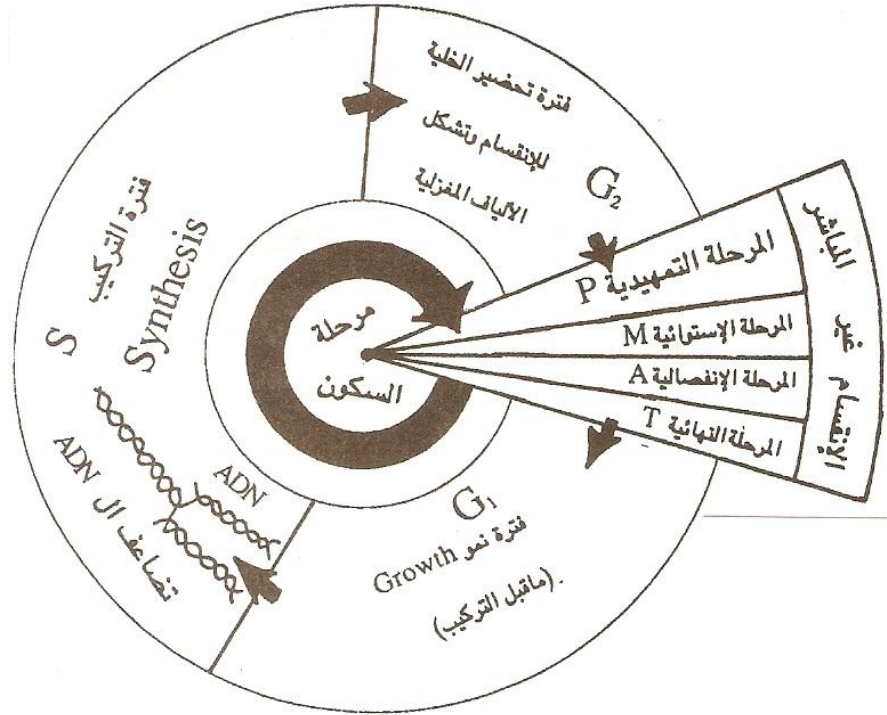 فترة تحضير الخلية
للإنقسام وتشكل
الألياف المغزلية
G₂
المرحلة التمهيدية P
المرحلة الإستوائية M
المرحلة الإنفصالية A
المرحلة النهائية T
الإنقسام غير المباشر
مرحلة
السكون
G₁
فترة نمو Growth
(ماقبل التركيب).
S فترة التركيب
Synthesis
ADN
تضاعف ال ADN